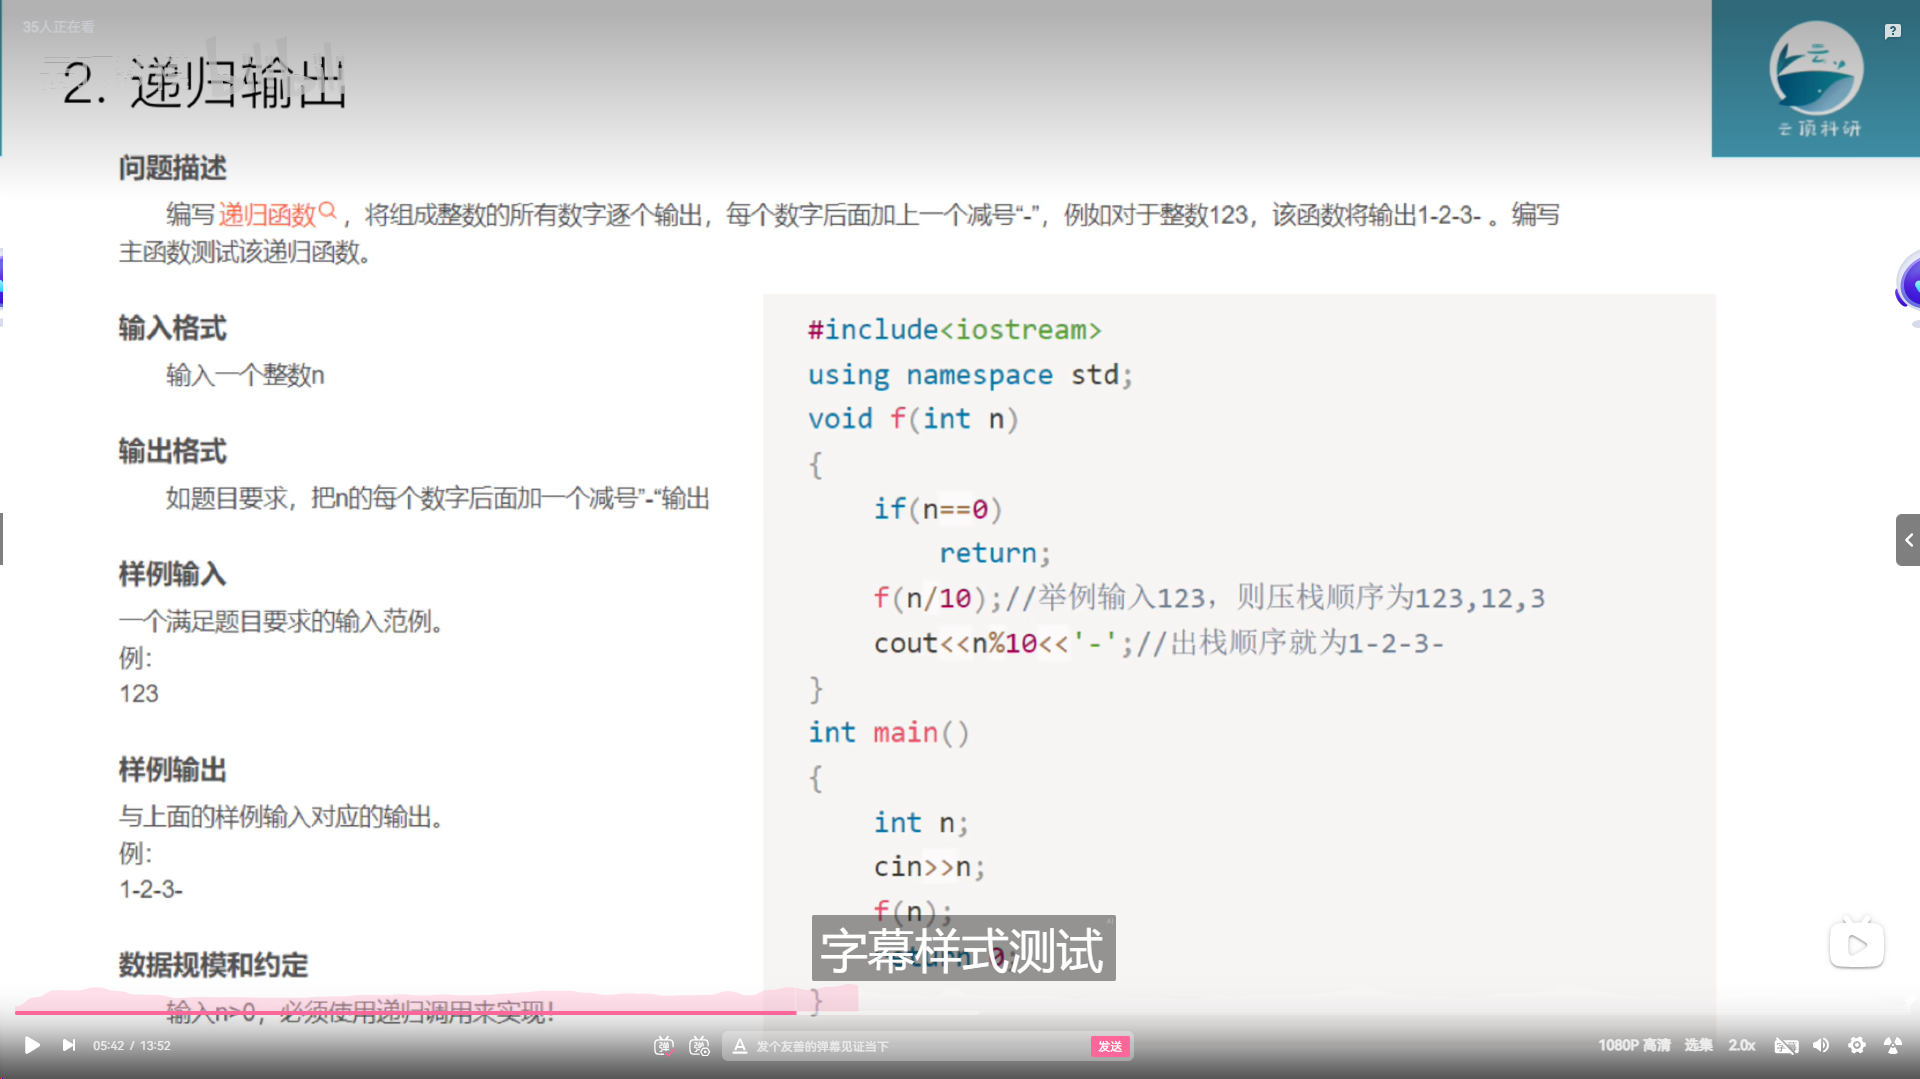 35人正在看
2. 递归输出
云顶科研
问题描述
编写递归函数，将组成整数的所有数字逐个输出，每个数字后面加上一个减号“-”，例如对于整数123，该函数将输出1-2-3- 。编写
主函数测试该递归函数。
输入格式
输入一个整数n
输出格式
如题目要求，把n的每个数字后面加一个减号”-“输出
样例输入
一个满足题目要求的输入范例。
例：
123
样例输出
与上面的样例输入对应的输出。
例：
1-2-3-
数据规模和约定
输入n>0，必须使用递归调用来实现！
#include<iostream>
using namespace std;
void f(int n)
{
if(n==0)
return;
f(n/10);//举例输入123，则压栈顺序为123,12,3
cout<<n%10<<'-';//出栈顺序就为1-2-3-
}
int main()
{
int n;
cin>>n;
f(n);
字幕样式测试
}
05:42 / 13:52
弹
发个友善的弹幕见证当下
发送
1080P 高清
选集
2.0x